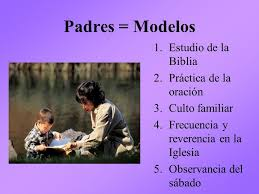 Padres = Modelos
1. Estudio de la
Biblia
2. Práctica de la
oración
3. Culto familiar
4. Frecuencia y
reverencia en la
Iglesia
5. Observancia del
sábado